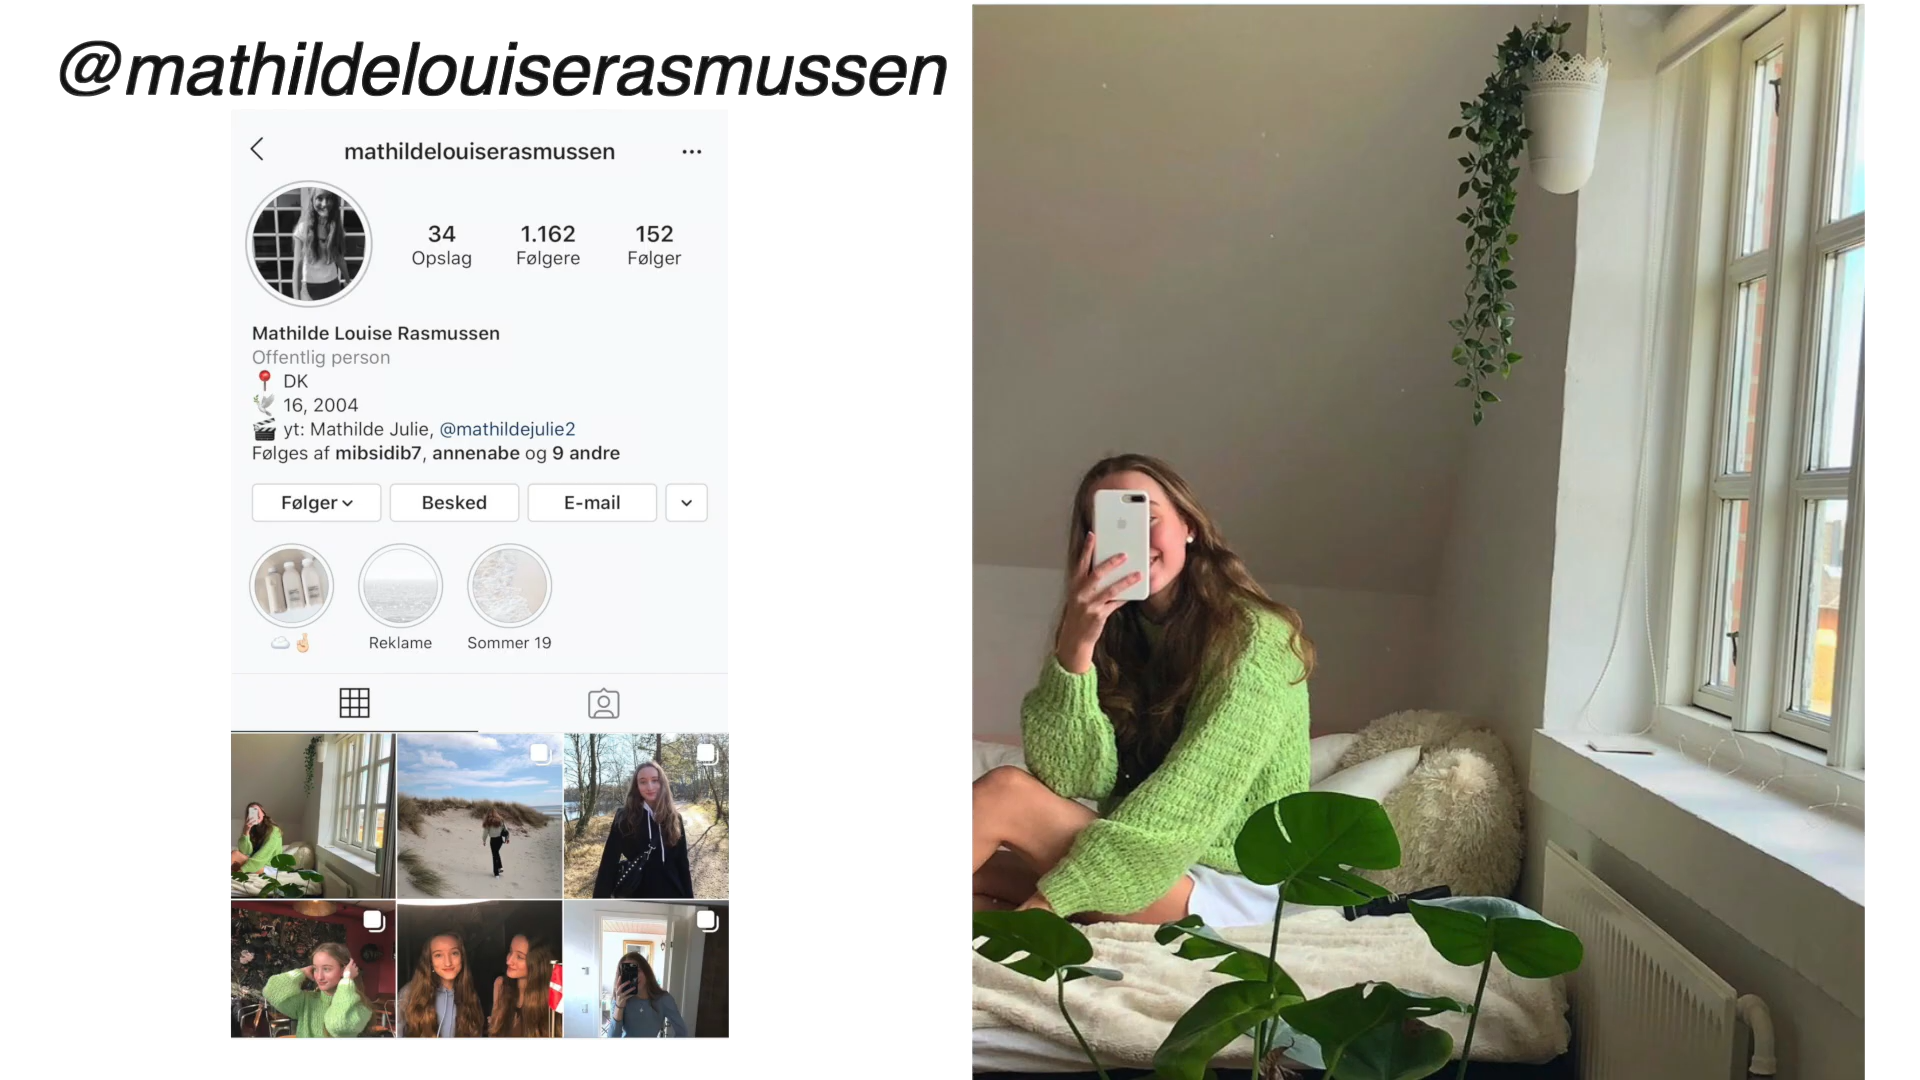 @mathildelouiserasmussen
mathildelouiserasmussen
34 1.162 152
Opslag Følgere Følger
Mathilde Louise Rasmussen
Offentlig person
📍 DK
🕊 16, 2004
🎬 yt: Mathilde Julie, @mathildejulie2
Følges af mibsidib7, annenabe og 9 andre
Følger Besked E-mail
Reklame Sommer 19